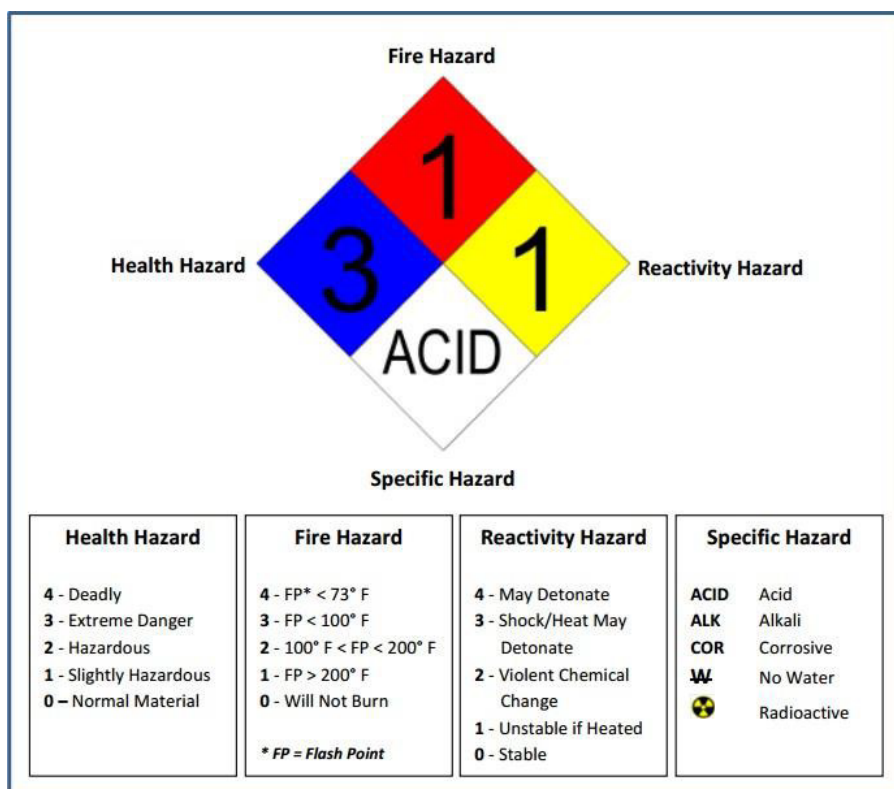 Fire Hazard
1
Health Hazard
3
1
Reactivity Hazard
ACID
Specific Hazard
Health Hazard
4 - Deadly
3 - Extreme Danger
2 - Hazardous
1 - Slightly Hazardous
0 – Normal Material
Fire Hazard
4 - FP* < 73° F
3 - FP < 100° F
2 - 100° F < FP < 200° F
1 - FP > 200° F
0 - Will Not Burn
* FP = Flash Point
Reactivity Hazard
4 - May Detonate
3 - Shock/Heat May
Detonate
2 - Violent Chemical
Change
1 - Unstable if Heated
0 - Stable
Specific Hazard
ACID Acid
ALK Alkali
COR Corrosive
W No Water
Radioactive